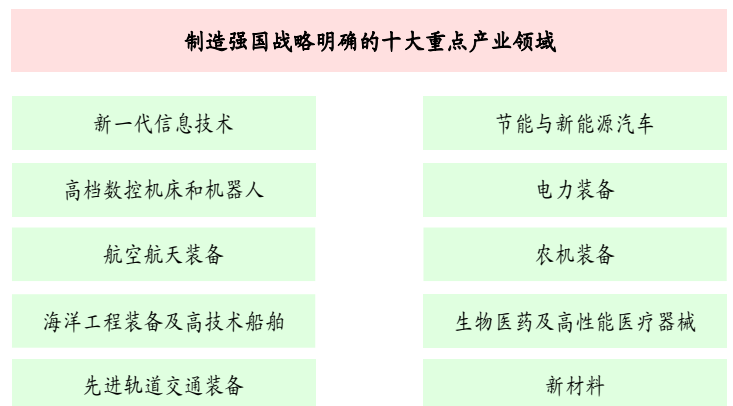 制造强国战略明确的十大重点产业领域
新一代信息技术
节能与新能源汽车
高档数控机床和机器人
电力装备
航空航天装备
农机装备
海洋工程装备及高技术船舶
生物医药及高性能医疗器械
先进轨道交通装备
新材料